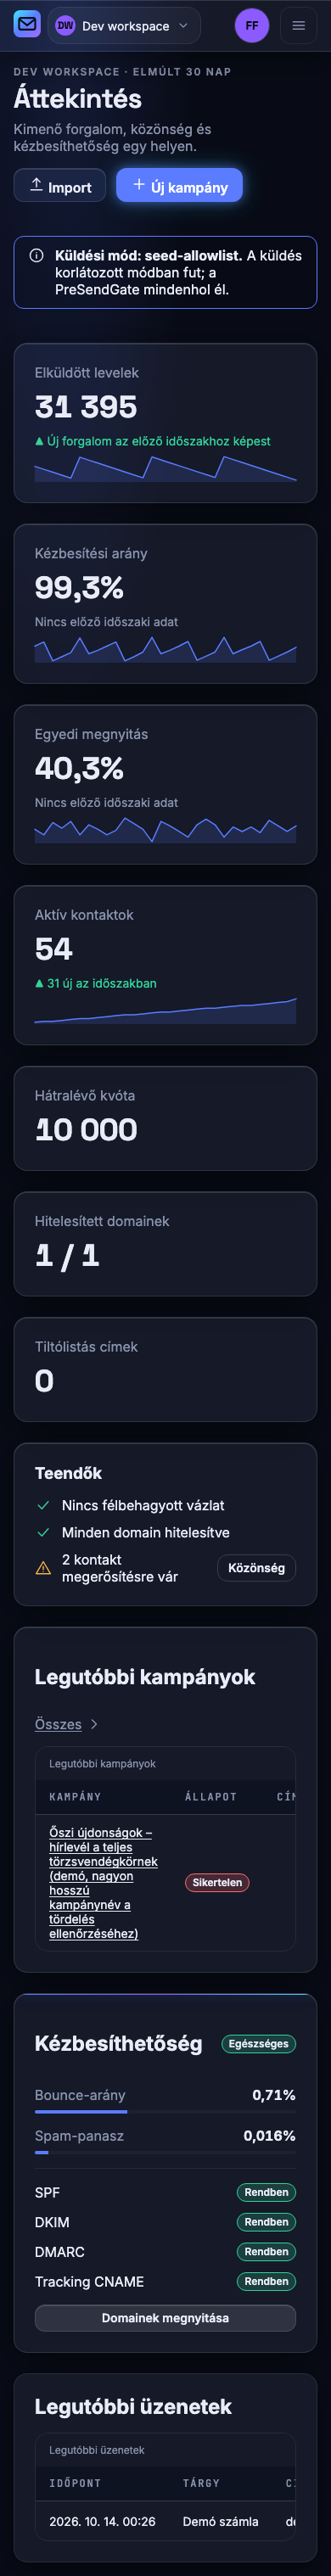 DW Dev workspace FF
DEV WORKSPACE · ELMÚLT 30 NAP
Áttekintés
Kimenő forgalom, közönség és
kézbesíthetőség egy helyen.
Import
Új kampány
Küldési mód: seed-allowlist. A küldés
korlátozott módban fut; a
PreSendGate mindenhol él.
Elküldött levelek
31 395
Új forgalom az előző időszakhoz képest
Kézbesítési arány
99,3%
Nincs előző időszaki adat
Egyedi megnyitás
40,3%
Nincs előző időszaki adat
Aktív kontaktok
54
31 új az időszakban
Hátralévő kvóta
10 000
Hitelesített domainek
1 / 1
Tiltólistás címek
0
Teendők
Nincs félbehagyott vázlat
Minden domain hitelesítve
2 kontakt
megerősítésre vár
Közönség
Legutóbbi kampányok
Összes
Legutóbbi kampányok
KAMPÁNY ÁLLAPOT CÍM
Őszi újdonságok –
hírlevél a teljes
törzsvendégkörnek
(demó, nagyon
hosszú
kampánynév a
tördelés
ellenőrzéséhez)
Sikertelen
Kézbesíthetőség Egészséges
Bounce-arány 0,71%
Spam-panasz 0,016%
SPF Rendben
DKIM Rendben
DMARC Rendben
Tracking CNAME Rendben
Domainek megnyitása
Legutóbbi üzenetek
Legutóbbi üzenetek
IDŐPONT TÁRGY
2026. 10. 14. 00:26 Demó számla